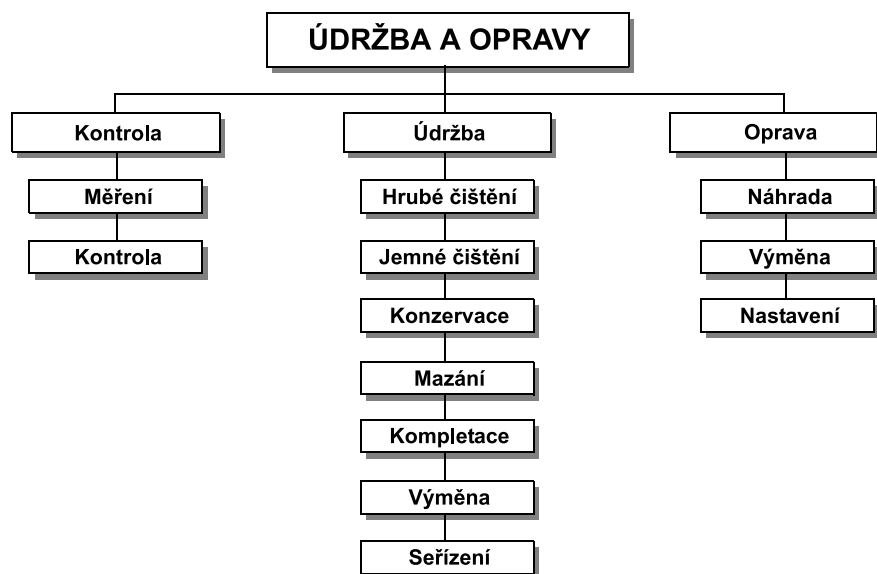 ÚDRŽBA A OPRAVY
Kontrola
Měření
Kontrola
Údržba
Hrubé čištění
Jemné čištění
Konzervace
Mazání
Kompletace
Výměna
Seřízení
Oprava
Náhrada
Výměna
Nastavení